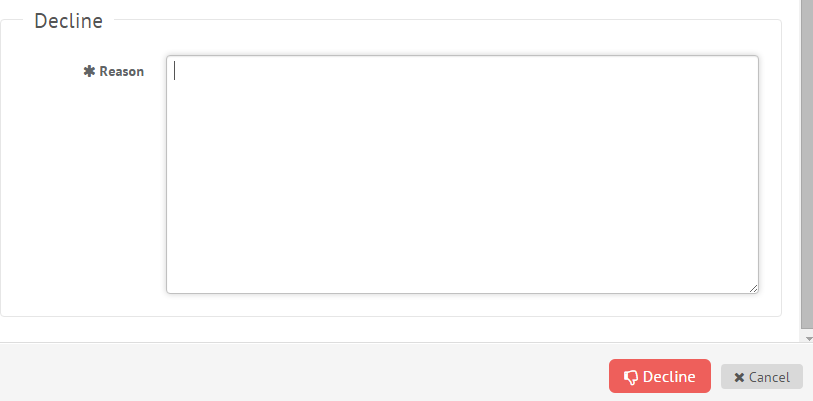 Decline
✱ Reason
Decline
✖ Cancel